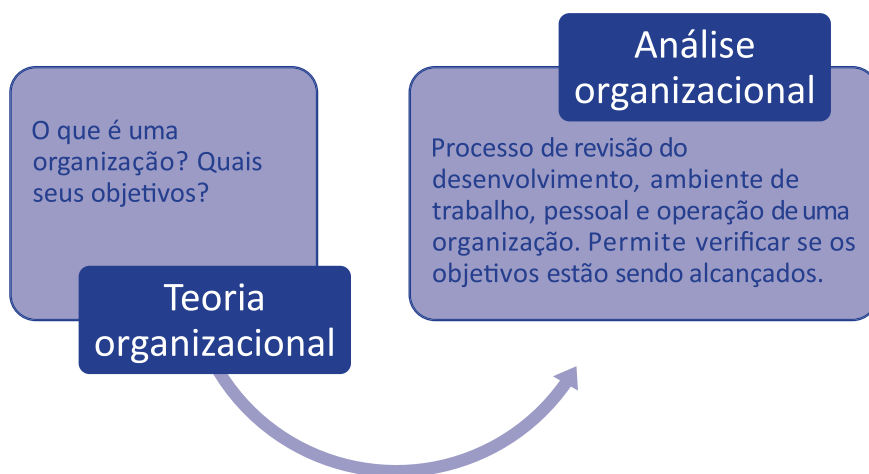 O que é uma
organização? Quais
seus objetivos?
Teoria
organizacional
Análise
organizacional
Processo de revisão do
desenvolvimento, ambiente de
trabalho, pessoal e operação de uma
organização. Permite verificar se os
objetivos estão sendo alcançados.